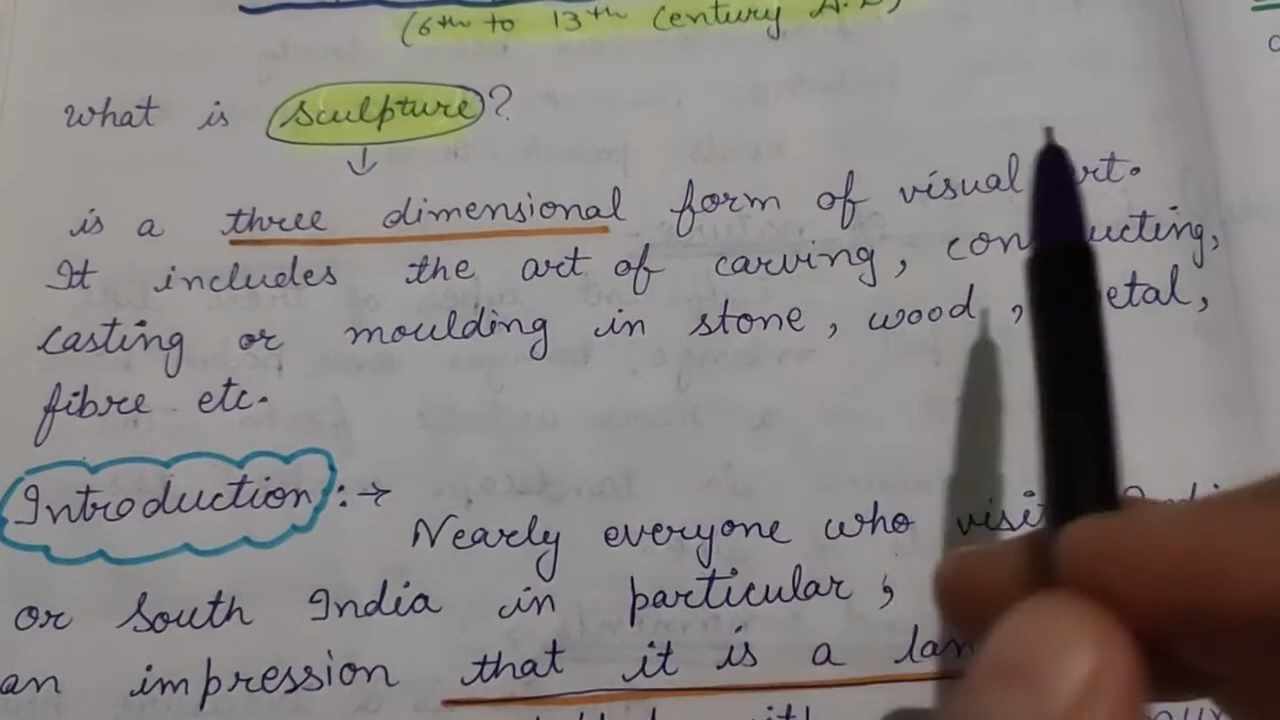 (6th to 13th Century A.D)
what is sculpture?
is a three dimensional form of visual
It includes the art of carving,
casting or moulding in stone, wood,
fibre etc.
Introduction :→ Nearly everyone who
or South India in particular,
an impression that it is a